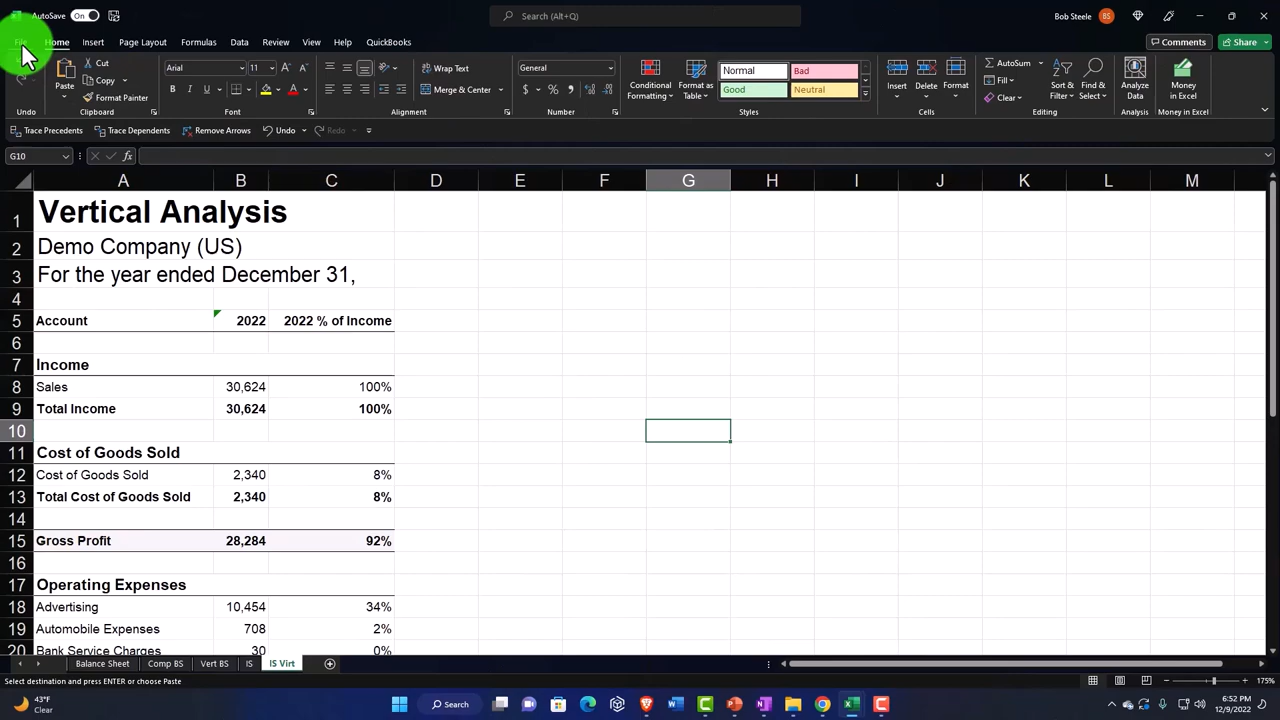 AutoSave On
Search (Alt+Q)
Bob Steele BS
File Home Insert Page Layout Formulas Data Review View Help QuickBooks
Comments Share
Cut
Copy
Format Painter
Paste
Arial 11
B I U
Wrap Text
Merge & Center
General
$ % 9
Conditional Formatting
Format as Table
Normal Bad
Good Neutral
Insert Delete Format
AutoSum
Fill
Clear
Sort & Filter
Find & Select
Analyze Data
Money in Excel
Undo Clipboard Font Alignment Number Styles Cells Editing Analysis Money in Excel
Trace Precedents Trace Dependents Remove Arrows Undo Redo
G10 fx
A B C D E F G H I J K L M
1 Vertical Analysis
2 Demo Company (US)
3 For the year ended December 31,
4
5 Account 2022 2022 % of Income
6
7 Income
8 Sales 30,624 100%
9 Total Income 30,624 100%
10
11 Cost of Goods Sold
12 Cost of Goods Sold 2,340 8%
13 Total Cost of Goods Sold 2,340 8%
14
15 Gross Profit 28,284 92%
16
17 Operating Expenses
18 Advertising 10,454 34%
19 Automobile Expenses 708 2%
20 Bank Service Charges 30 0%
Balance Sheet Comp BS Vert BS IS IS Virt
Select destination and press ENTER or choose Paste
175%
43°F
Clear
Search
6:52 PM
12/9/2022